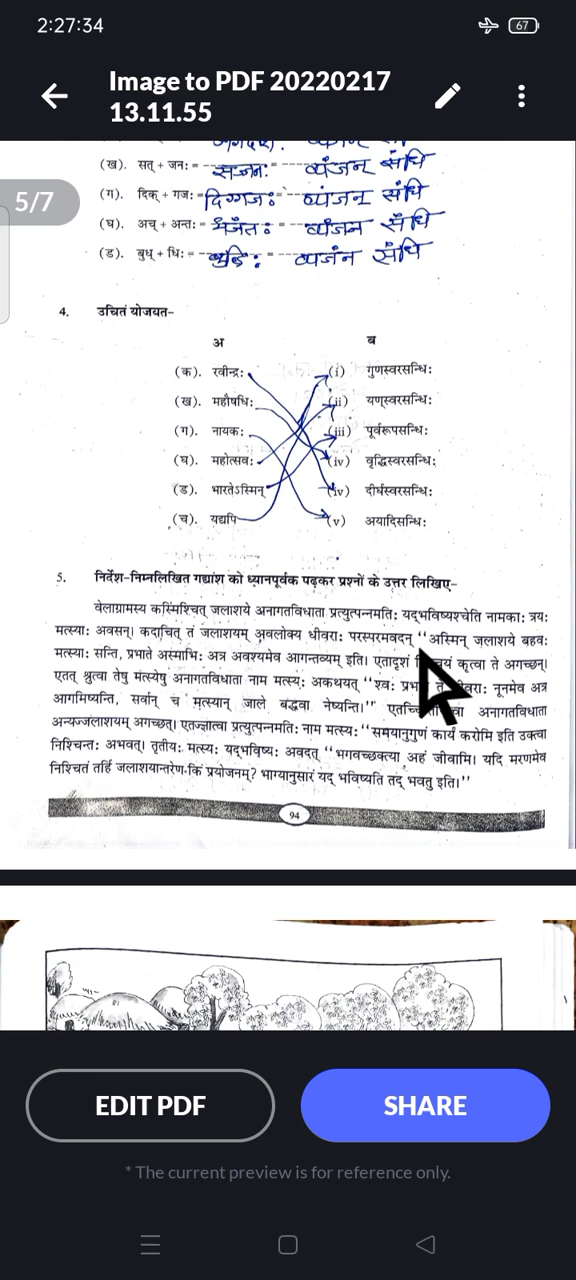 2:27:34
67
Image to PDF 20220217
13.11.55
5/7
(ख). सत् + जनः = सज्जनः = व्यंजन संधि
(ग). दिक् + गजः = दिग्गजः व्यंजन संधि
(घ). अच् + अन्तः = = व्यंजन संधि
(ड). बुध् + धिः = = व्यजंन संधि
4. उचितं योजयत–
अ ब
(क). रवीन्द्रः (i) गुणस्वरसन्धिः
(ख). महौषधिः (ii) यण्स्वरसन्धिः
(ग). नायकः (iii) पूर्वरूपसन्धिः
(घ). महोत्सवः (iv) वृद्धिस्वरसन्धिः
(ड). भारतेऽस्मिन् (iv) दीर्घस्वरसन्धिः
(च). यद्यपि (v) अयादिसन्धिः
5. निर्देश-निम्नलिखित गद्यांश को ध्यानपूर्वक पढ़कर प्रश्नों के उत्तर लिखिए–
वेलाग्रामस्य कस्मिंश्चित् जलाशये अनागतविधाता प्रत्युत्पन्नमतिः यद्भविष्यश्चेति नामकाः त्रयः
मत्स्याः अवसन्। कदाचित् तं जलाशयम् अवलोक्य धीवराः परस्परमवदन् "अस्मिन् जलाशये बहवः
मत्स्याः सन्ति, प्रभाते अस्माभिः अत्र अवश्यमेव आगन्तव्यम् इति। एतादृशं कृत्वा ते अगच्छन्।
एतत् श्रुत्वा तेषु मंत्स्येषु अनागतविधाता नाम मत्स्यः अकथयत् "श्वः नूनमेव अत्र
आगमिष्यन्ति, सर्वान् च मत्स्यान् जाले बद्धवा नेष्यन्ति।" अनागतविधाता
अन्यज्जलाशयम् अगच्छत्। एतज्ज्ञात्वा प्रत्युत्पन्नमतिः नाम मत्स्यः "समयानुगुणं कार्यं करोमि इति उक्त्वा
निश्चिन्तः अभवत्। तृतीयः मत्स्यः यद्भविष्यः अवदत् "भगवच्छक्त्या अहं जीवामि। यदि मरणमेव
निश्चितं तर्हि जलाशयान्तरेण किं प्रयोजनम्? भाग्यानुसारं यद् भविष्यति तद् भवतु इति।"
94
EDIT PDF
SHARE
* The current preview is for reference only.